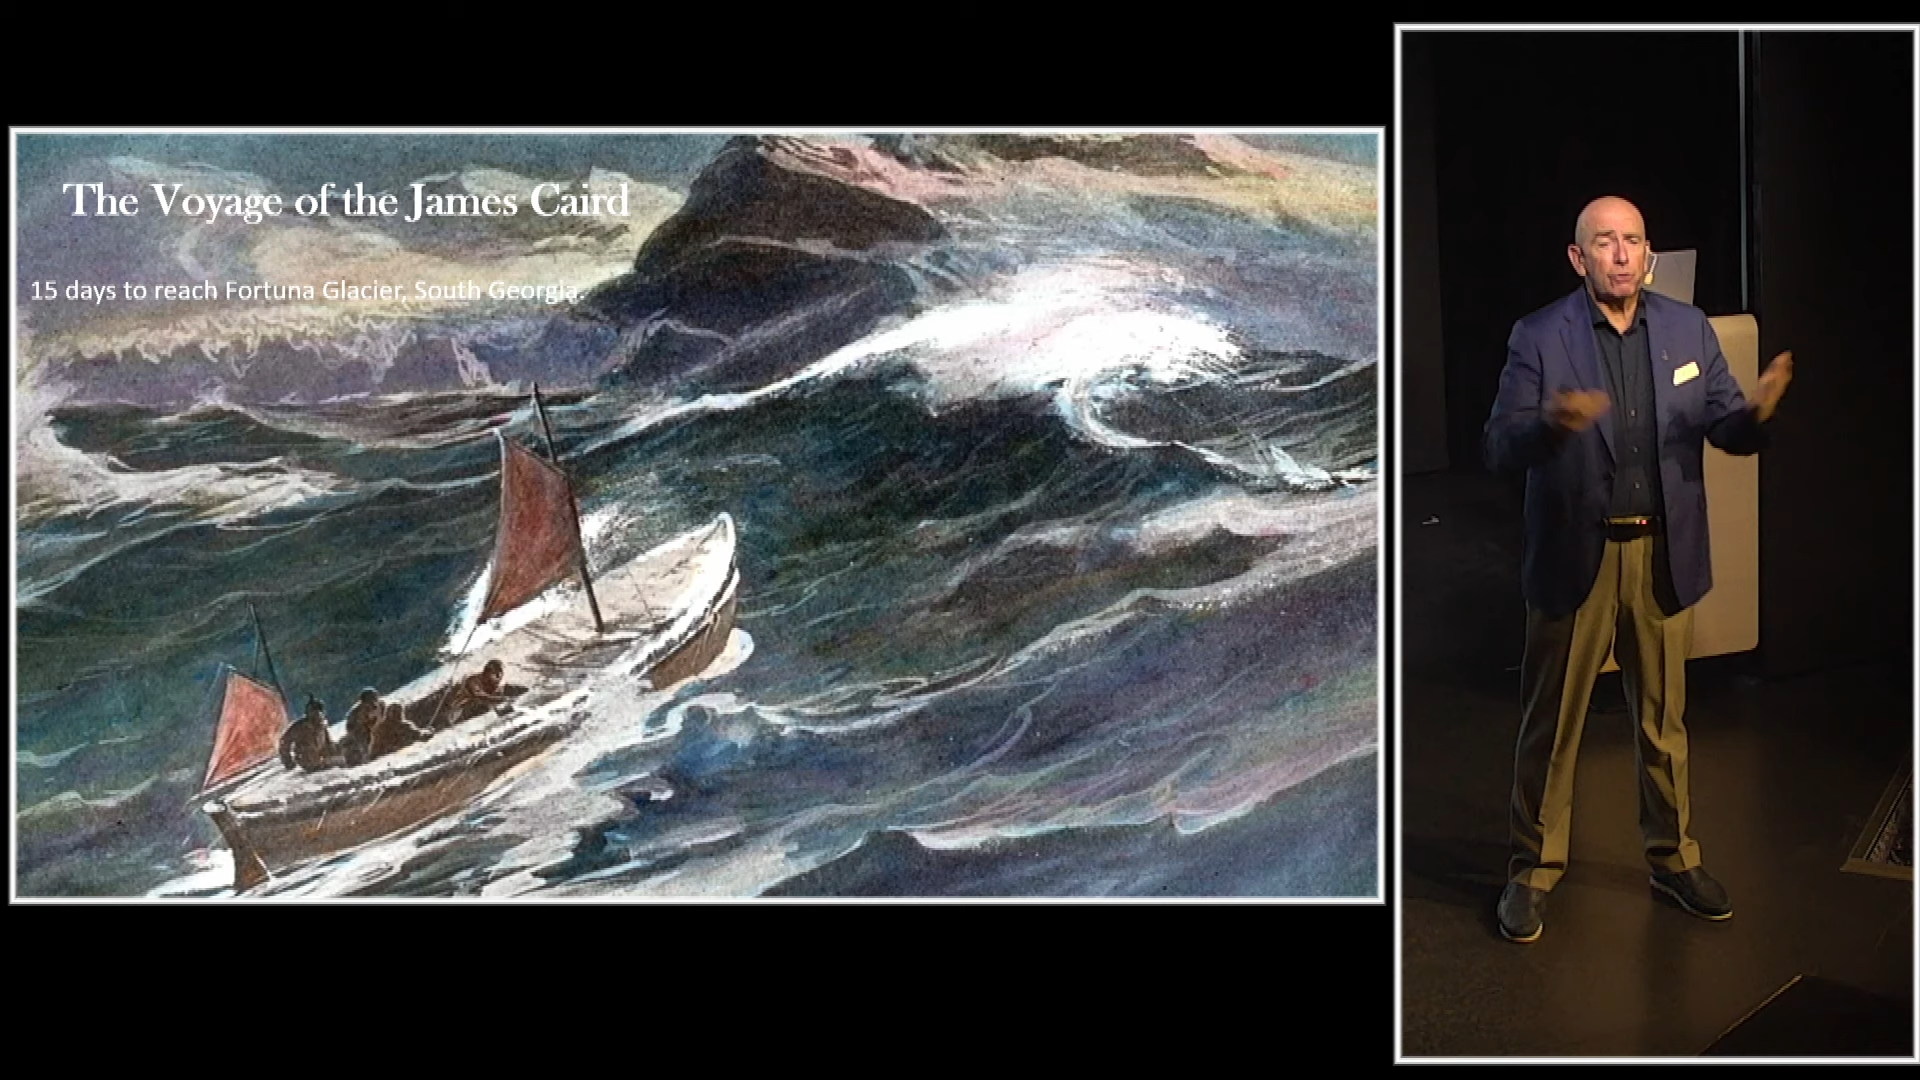 The Voyage of the James Caird
15 days to reach Fortuna Glacier, South Georgia.